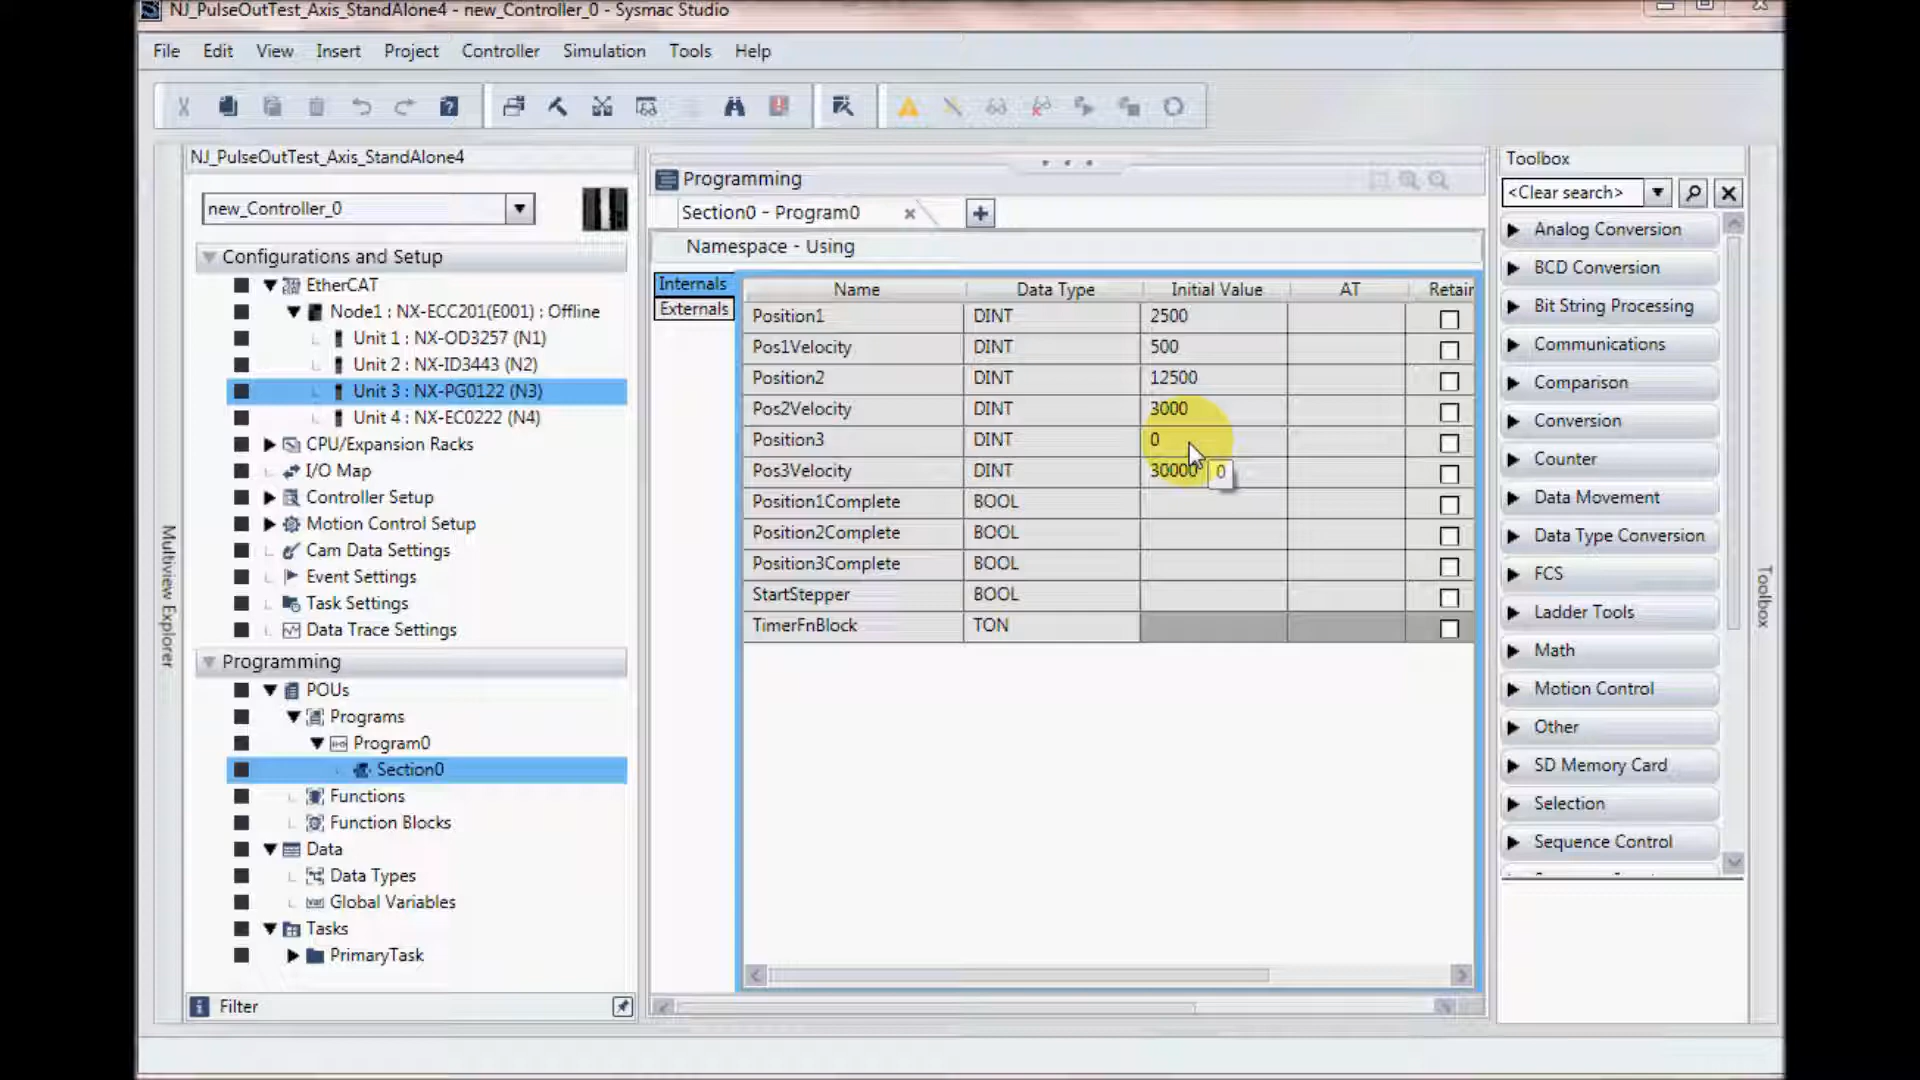 NJ_PulseOutTest_Axis_StandAlone4 - new_Controller_0 - Sysmac Studio
File Edit View Insert Project Controller Simulation Tools Help
NJ_PulseOutTest_Axis_StandAlone4
new_Controller_0
Configurations and Setup
EtherCAT
Node1 : NX-ECC201(E001) : Offline
Unit 1 : NX-OD3257 (N1)
Unit 2 : NX-ID3443 (N2)
Unit 3 : NX-PG0122 (N3)
Unit 4 : NX-EC0222 (N4)
CPU/Expansion Racks
I/O Map
Controller Setup
Motion Control Setup
Cam Data Settings
Event Settings
Task Settings
Data Trace Settings
Programming
POUs
Programs
Program0
Section0
Functions
Function Blocks
Data
Data Types
Global Variables
Tasks
PrimaryTask
Filter
Multiview Explorer
Programming
Section0 - Program0
Namespace - Using
Internals
Externals
Name Data Type Initial Value AT Retair
Position1 DINT 2500
Pos1Velocity DINT 500
Position2 DINT 12500
Pos2Velocity DINT 3000
Position3 DINT 0
Pos3Velocity DINT 30000
0
Position1Complete BOOL
Position2Complete BOOL
Position3Complete BOOL
StartStepper BOOL
TimerFnBlock TON
Toolbox
<Clear search>
Analog Conversion
BCD Conversion
Bit String Processing
Communications
Comparison
Conversion
Counter
Data Movement
Data Type Conversion
FCS
Ladder Tools
Math
Motion Control
Other
SD Memory Card
Selection
Sequence Control
Toolbox